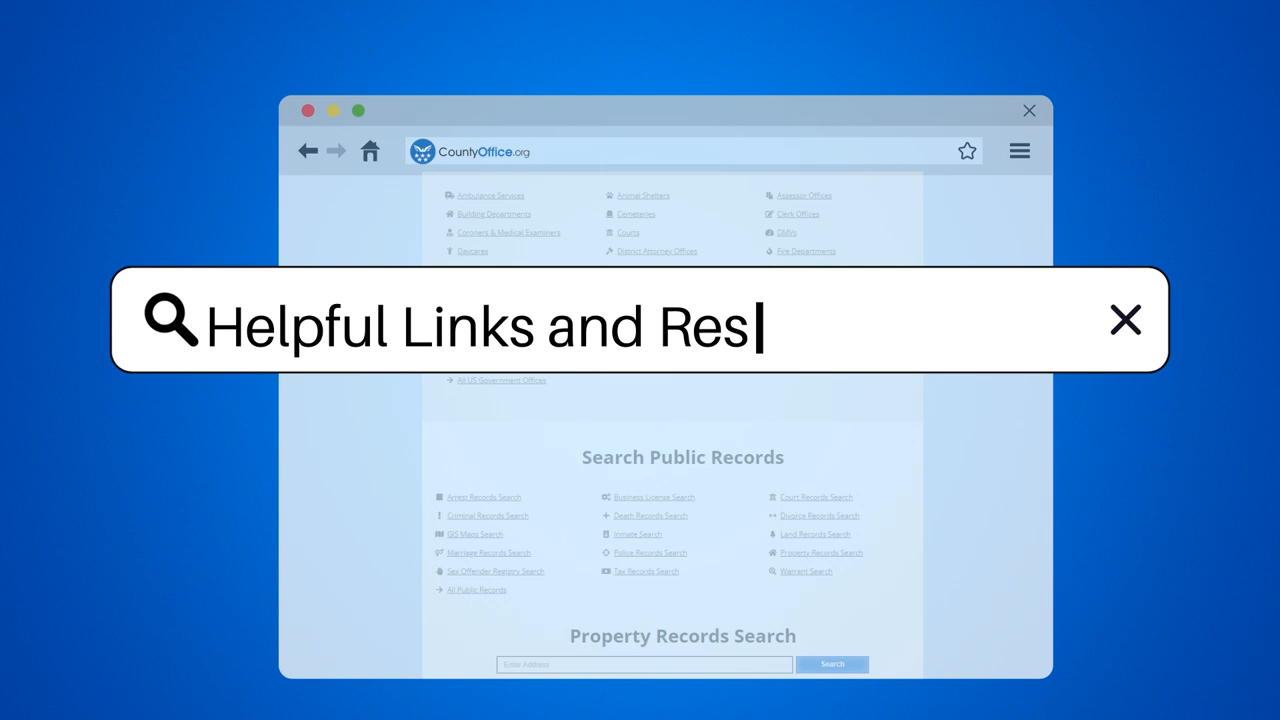 CountyOffice.org
Ambulance Services Animal Shelters Assessor Offices
Building Departments Cemeteries Clerk Offices
Coroners & Medical Examiners Courts DMVs
Daycares District Attorney Offices Fire Departments
Helpful Links and Res
All US Government Offices
Search Public Records
Arrest Records Search Business License Search Court Records Search
Criminal Records Search Death Records Search Divorce Records Search
GIS Maps Search Inmate Search Land Records Search
Marriage Records Search Police Records Search Property Records Search
Sex Offender Registry Search Tax Records Search Warrant Search
All Public Records
Property Records Search
Enter Address Search